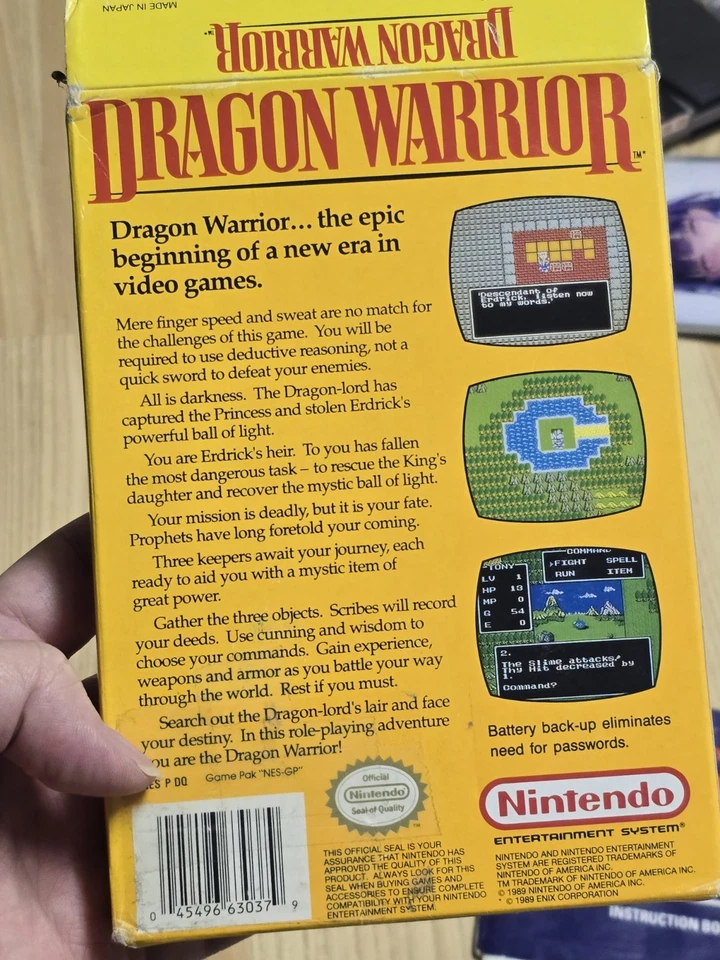 MADE IN JAPAN
DRAGON WARRIOR
DRAGON WARRIOR™
Dragon Warrior... the epic
beginning of a new era in
video games.
Mere finger speed and sweat are no match for
the challenges of this game. You will be
required to use deductive reasoning, not a
quick sword to defeat your enemies.
All is darkness. The Dragon-lord has
captured the Princess and stolen Erdrick's
powerful ball of light.
You are Erdrick's heir. To you has fallen
the most dangerous task – to rescue the King's
daughter and recover the mystic ball of light.
Your mission is deadly, but it is your fate.
Prophets have long foretold your coming.
Three keepers await your journey, each
ready to aid you with a mystic item of
great power.
Gather the three objects. Scribes will record
your deeds. Use cunning and wisdom to
choose your commands. Gain experience,
weapons and armor as you battle your way
through the world. Rest if you must.
Search out the Dragon-lord's lair and face
your destiny. In this role-playing adventure
you are the Dragon Warrior!
"Descendant of
Erdrick, listen now
to my words."
TONY
LV 1
HP 13
MP 0
G 54
E 0
COMMAND
FIGHT SPELL
RUN ITEM
2.
The Slime attacks!
Thy Hit decreased by
1.
Command?
Battery back-up eliminates
need for passwords.
ES P DQ Game Pak "NES-GP"
0 45496 63037 9
Official
Nintendo
Seal of Quality
THIS OFFICIAL SEAL IS YOUR
ASSURANCE THAT NINTENDO HAS
APPROVED THE QUALITY OF THIS
PRODUCT. ALWAYS LOOK FOR THIS
SEAL WHEN BUYING GAMES AND
ACCESSORIES TO ENSURE COMPLETE
COMPATIBILITY WITH YOUR NINTENDO
ENTERTAINMENT SYSTEM.
Nintendo
ENTERTAINMENT SYSTEM®
NINTENDO AND NINTENDO ENTERTAINMENT
SYSTEM ARE REGISTERED TRADEMARKS OF
NINTENDO OF AMERICA INC.
TM TRADEMARK OF NINTENDO OF AMERICA INC.
© 1989 NINTENDO OF AMERICA INC.
* © 1989 ENIX CORPORATION
INSTRUCTION BO